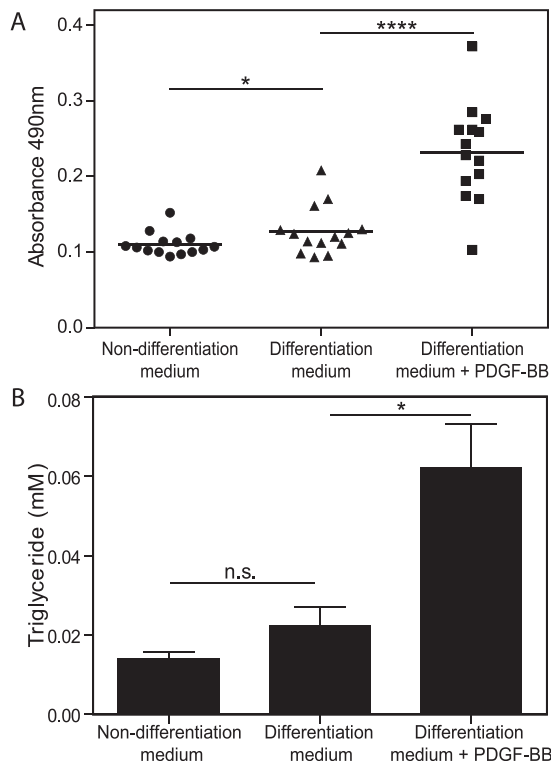 A
Absorbance 490nm
0.4
0.3
0.2
0.1
0.0
*
****
Non-differentiation
medium
Differentiation
medium
Differentiation
medium + PDGF-BB
B
Triglyceride (mM)
0.08
0.06
0.04
0.02
0.00
n.s.
*
Non-differentiation
medium
Differentiation
medium
Differentiation
medium + PDGF-BB